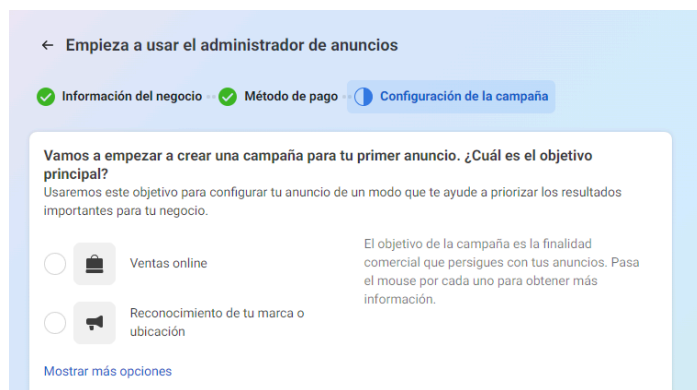 ← Empieza a usar el administrador de anuncios
Información del negocio
Método de pago
Configuración de la campaña
Vamos a empezar a crear una campaña para tu primer anuncio. ¿Cuál es el objetivo
principal?
Usaremos este objetivo para configurar tu anuncio de un modo que te ayude a priorizar los resultados
importantes para tu negocio.
Ventas online
Reconocimiento de tu marca o
ubicación
Mostrar más opciones
El objetivo de la campaña es la finalidad
comercial que persigues con tus anuncios. Pasa
el mouse por cada uno para obtener más
información.